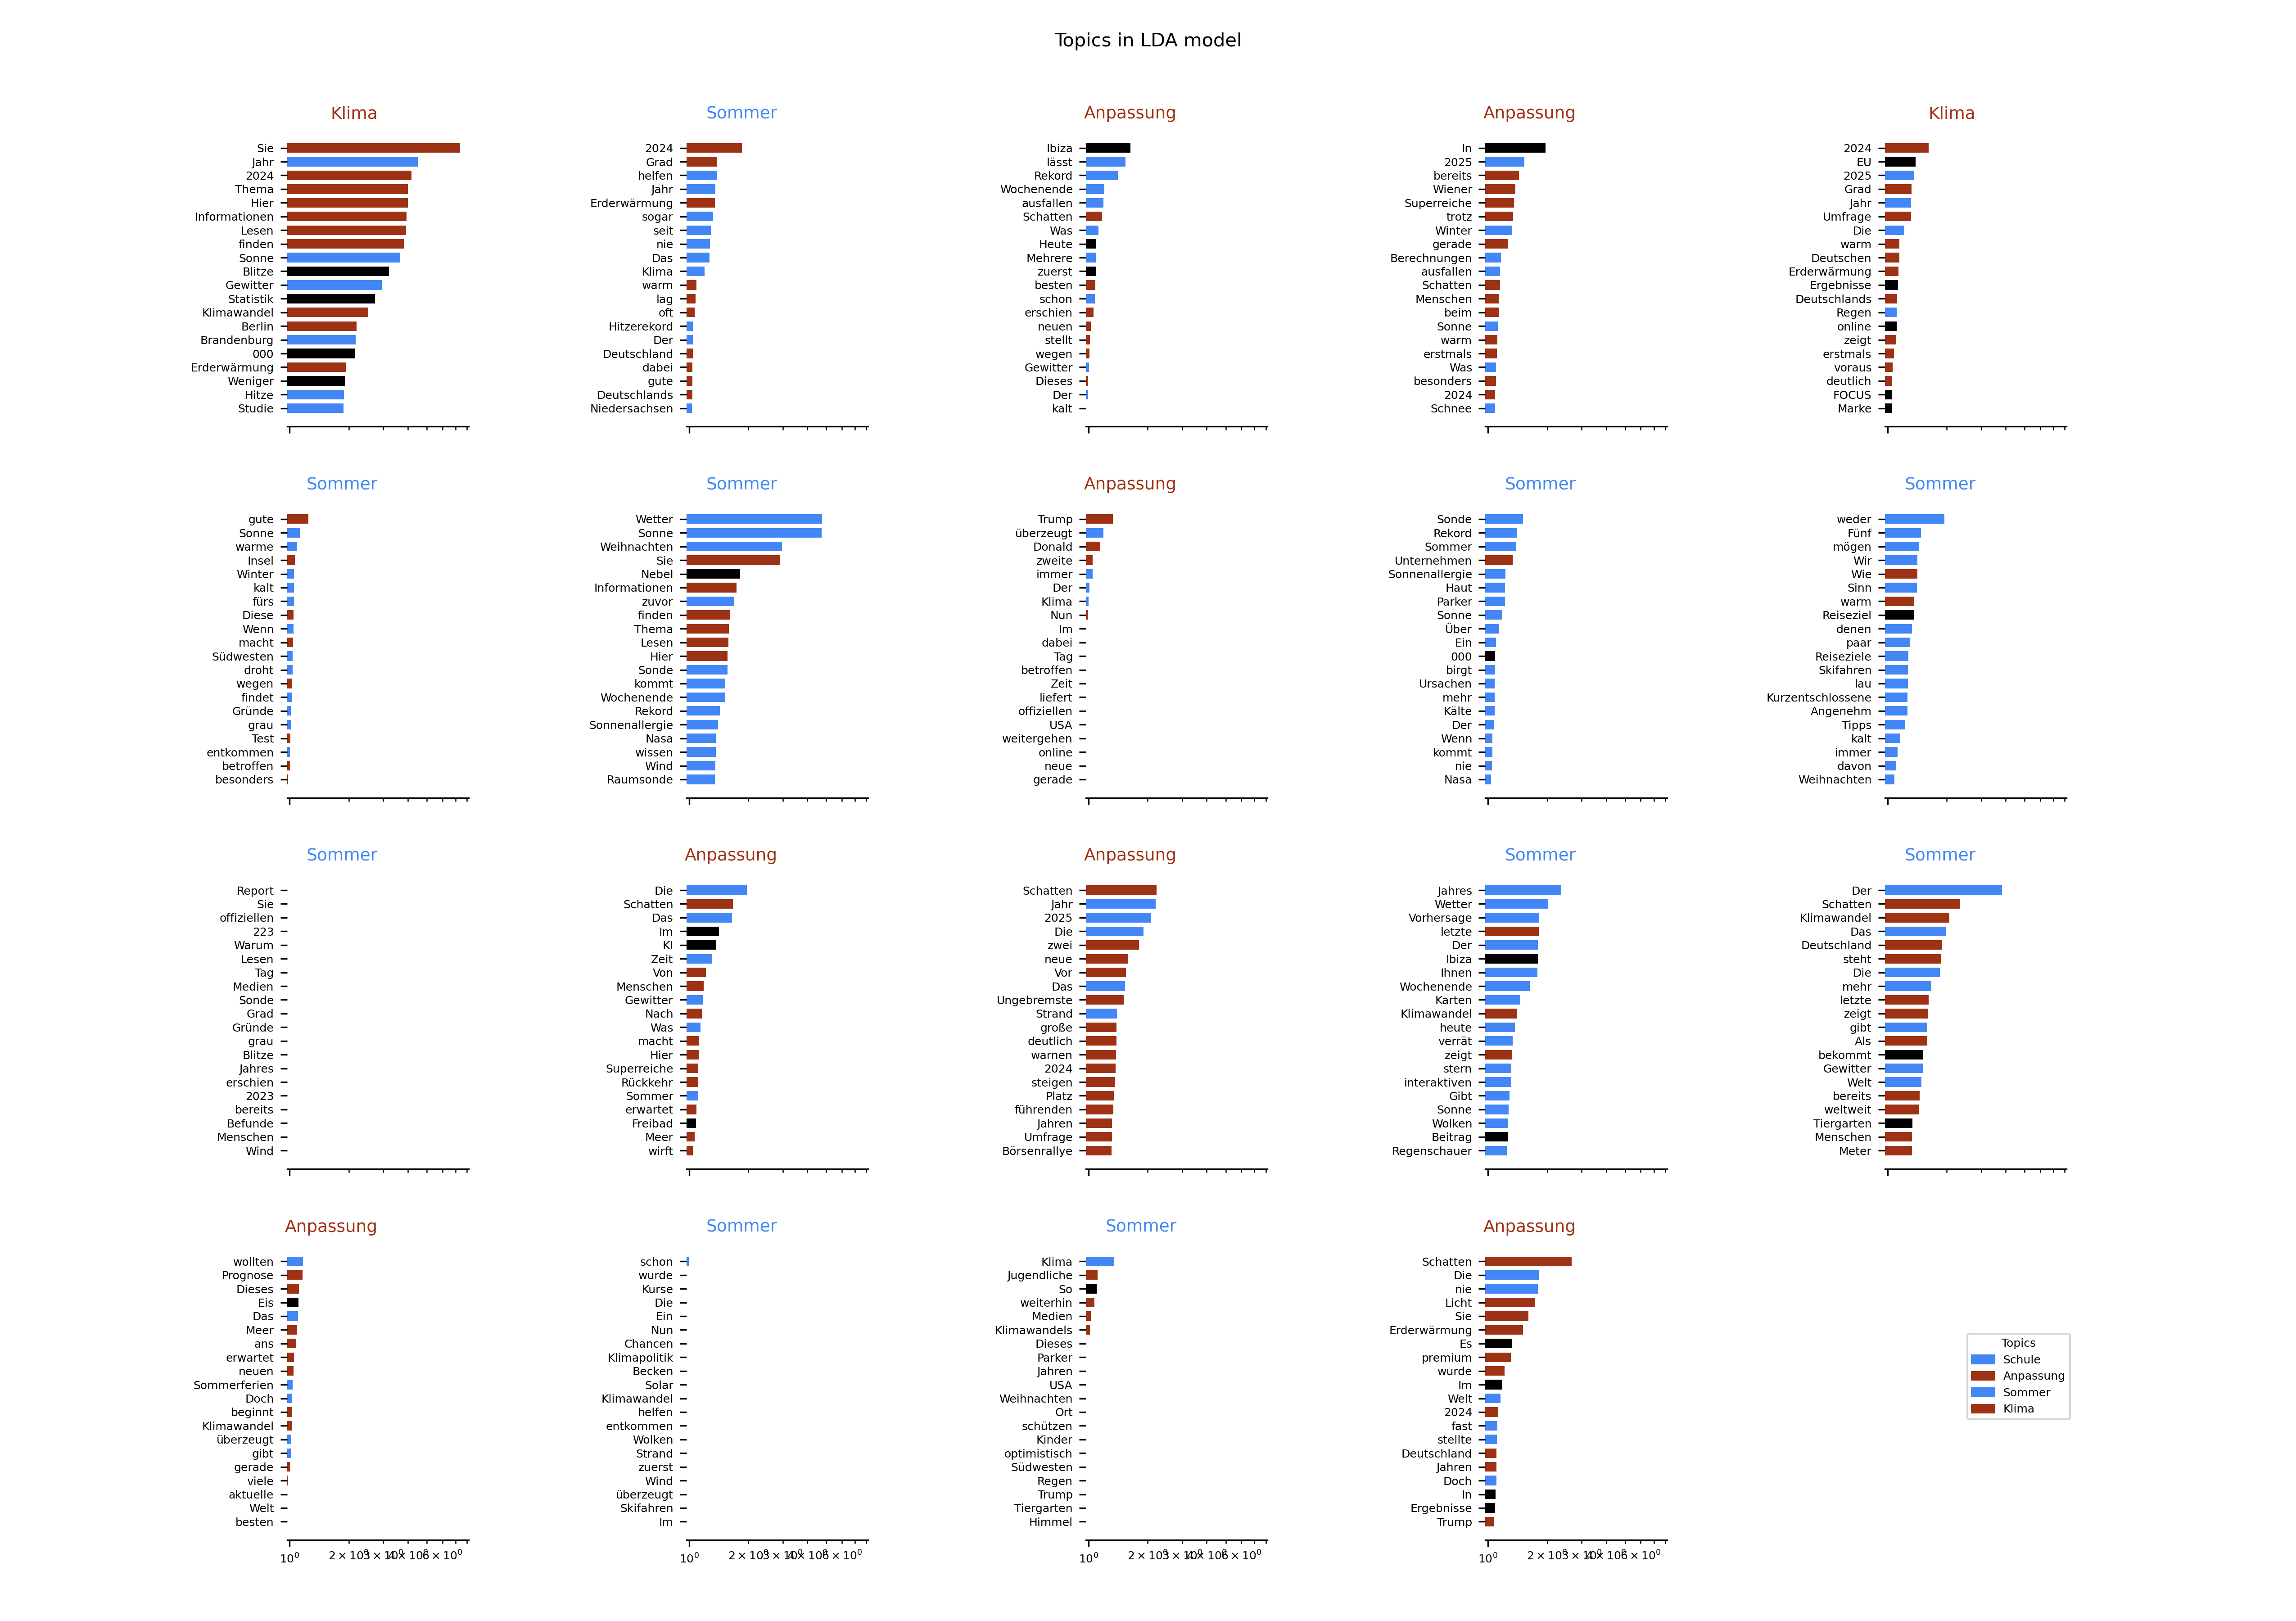 Topics in LDA model
Klima
Sie
Jahr
2024
Thema
Hier
Informationen
Lesen
finden
Sonne
Blitze
Gewitter
Statistik
Klimawandel
Berlin
Brandenburg
000
Erderwärmung
Weniger
Hitze
Studie
Sommer
2024
Grad
helfen
Jahr
Erderwärmung
sogar
seit
nie
Das
Klima
warm
lag
oft
Hitzerekord
Der
Deutschland
dabei
gute
Deutschlands
Niedersachsen
Anpassung
Ibiza
lässt
Rekord
Wochenende
ausfallen
Schatten
Was
Heute
Mehrere
zuerst
besten
schon
erschien
neuen
stellt
wegen
Gewitter
Dieses
Der
kalt
Anpassung
In
2025
bereits
Wiener
Superreiche
trotz
Winter
gerade
Berechnungen
ausfallen
Schatten
Menschen
beim
Sonne
warm
erstmals
Was
besonders
2024
Schnee
Klima
2024
EU
2025
Grad
Jahr
Umfrage
Die
warm
Deutschen
Erderwärmung
Ergebnisse
Deutschlands
Regen
online
zeigt
erstmals
voraus
deutlich
FOCUS
Marke
Sommer
gute
Sonne
warme
Insel
Winter
kalt
fürs
Diese
Wenn
macht
Südwesten
droht
wegen
findet
Gründe
grau
Test
entkommen
betroffen
besonders
Sommer
Wetter
Sonne
Weihnachten
Sie
Nebel
Informationen
zuvor
finden
Thema
Lesen
Hier
Sonde
kommt
Wochenende
Rekord
Sonnenallergie
Nasa
wissen
Wind
Raumsonde
Anpassung
Trump
überzeugt
Donald
zweite
immer
Der
Klima
Nun
Im
dabei
Tag
betroffen
Zeit
liefert
offiziellen
USA
weitergehen
online
neue
gerade
Sommer
Sonde
Rekord
Sommer
Unternehmen
Sonnenallergie
Haut
Parker
Sonne
Über
Ein
000
birgt
Ursachen
mehr
Kälte
Der
Wenn
kommt
nie
Nasa
Sommer
weder
Fünf
mögen
Wir
Wie
Sinn
warm
Reiseziel
denen
paar
Reiseziele
Skifahren
lau
Kurzentschlossene
Angenehm
Tipps
kalt
immer
davon
Weihnachten
Sommer
Report
Sie
offiziellen
223
Warum
Lesen
Tag
Medien
Sonde
Grad
Gründe
grau
Blitze
Jahres
erschien
2023
bereits
Befunde
Menschen
Wind
Anpassung
Die
Schatten
Das
Im
KI
Zeit
Von
Menschen
Gewitter
Nach
Was
macht
Hier
Superreiche
Rückkehr
Sommer
erwartet
Freibad
Meer
wirft
Anpassung
Schatten
Jahr
2025
Die
zwei
neue
Vor
Das
Ungebremste
Strand
große
deutlich
warnen
2024
steigen
Platz
führenden
Jahren
Umfrage
Börsenrallye
Sommer
Jahres
Wetter
Vorhersage
letzte
Der
Ibiza
Ihnen
Wochenende
Karten
Klimawandel
heute
verrät
zeigt
stern
interaktiven
Gibt
Sonne
Wolken
Beitrag
Regenschauer
Sommer
Der
Schatten
Klimawandel
Das
Deutschland
steht
Die
mehr
letzte
zeigt
gibt
Als
bekommt
Gewitter
Welt
bereits
weltweit
Tiergarten
Menschen
Meter
Anpassung
wollten
Prognose
Dieses
Eis
Das
Meer
ans
erwartet
neuen
Sommerferien
Doch
beginnt
Klimawandel
überzeugt
gibt
gerade
viele
aktuelle
Welt
besten
10⁰
Sommer
schon
wurde
Kurse
Die
Ein
Nun
Chancen
Klimapolitik
Becken
Solar
Klimawandel
helfen
entkommen
Wolken
Strand
zuerst
Wind
überzeugt
Skifahren
Im
10⁰
Sommer
Klima
Jugendliche
So
weiterhin
Medien
Klimawandels
Dieses
Parker
Jahren
USA
Weihnachten
Ort
schützen
Kinder
optimistisch
Südwesten
Regen
Trump
Tiergarten
Himmel
10⁰
Anpassung
Schatten
Die
nie
Licht
Sie
Erderwärmung
Es
premium
wurde
Im
Welt
2024
fast
stellte
Deutschland
Jahren
Doch
In
Ergebnisse
Trump
10⁰
Topics
Schule
Anpassung
Sommer
Klima